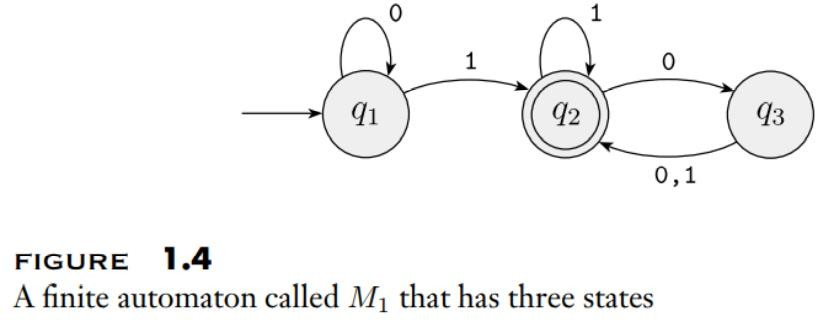 0
1
1
0
q1
q2
q3
0,1
FIGURE 1.4
A finite automaton called M1 that has three states